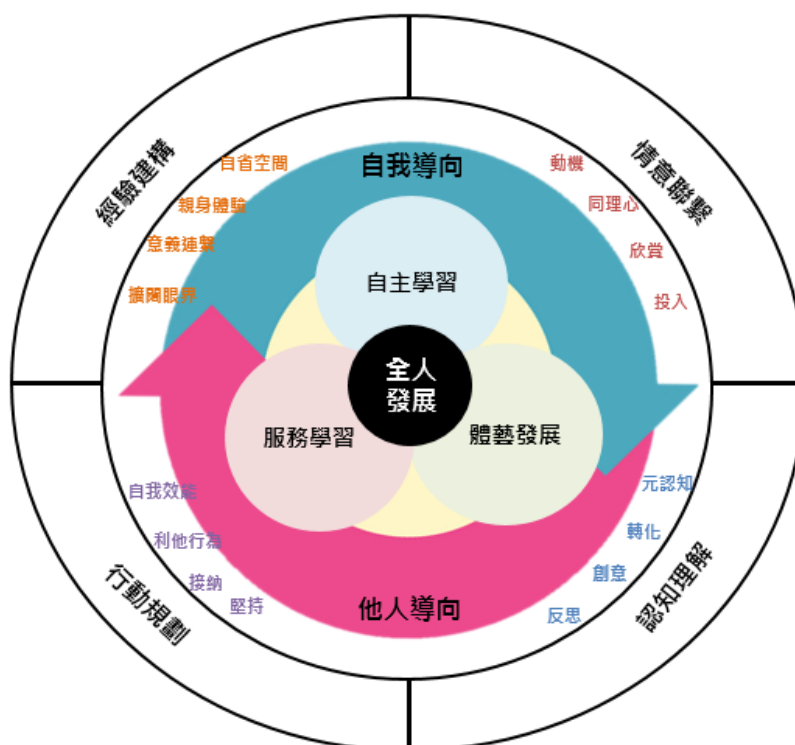 經驗建構
情意聯繫
自省空間
親身體驗
意義連繫
擴闊眼界
自我導向
動機
同理心
欣賞
投入
自主學習
全人
發展
服務學習
體藝發展
自我效能
利他行為
接納
堅持
元認知
轉化
創意
反思
他人導向
行動規劃
認知理解